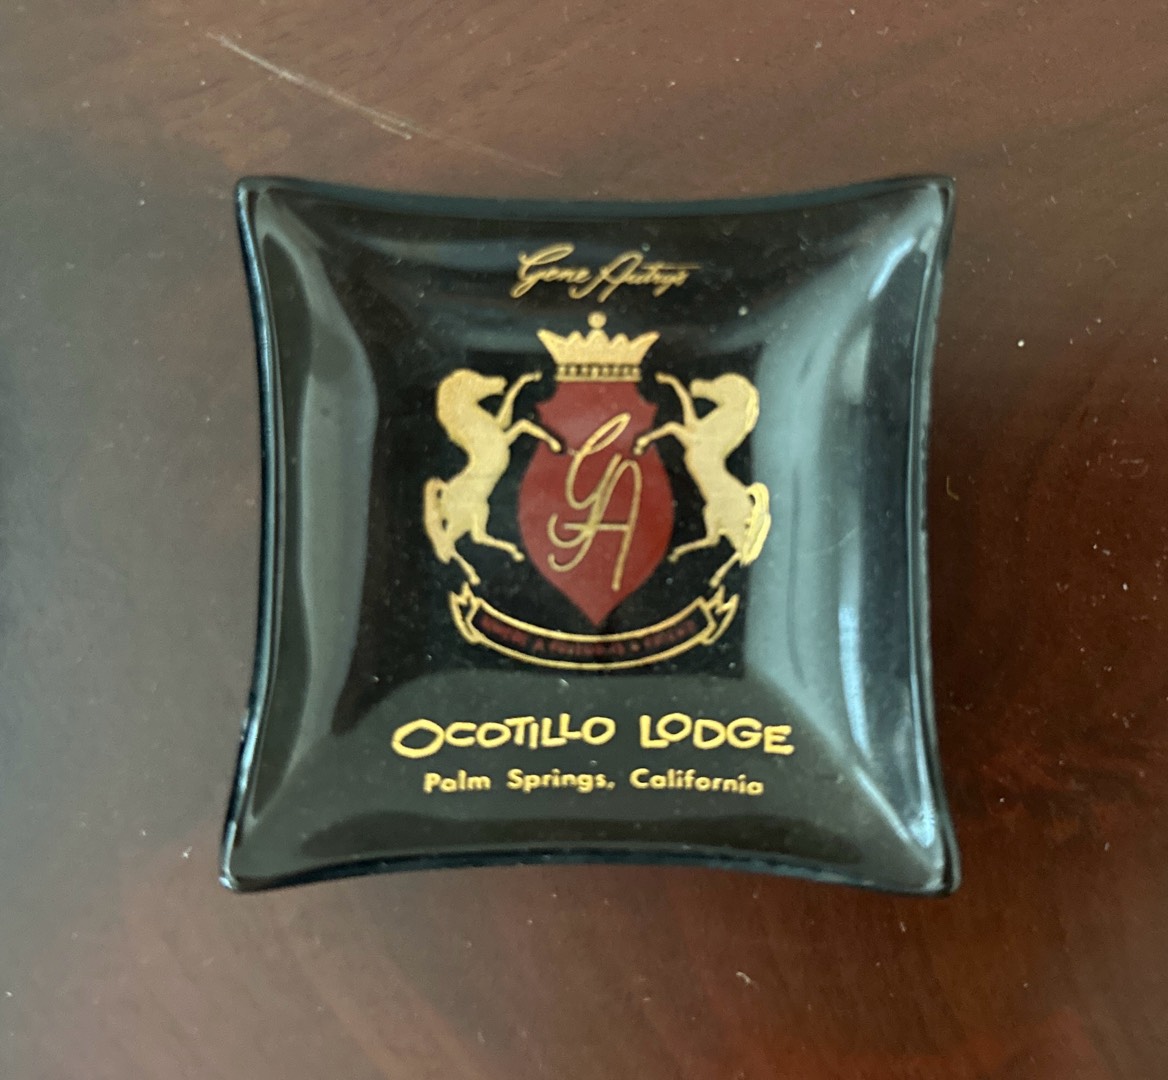 Gene Autry's
GA
OCOTILLO LODGE
Palm Springs, California